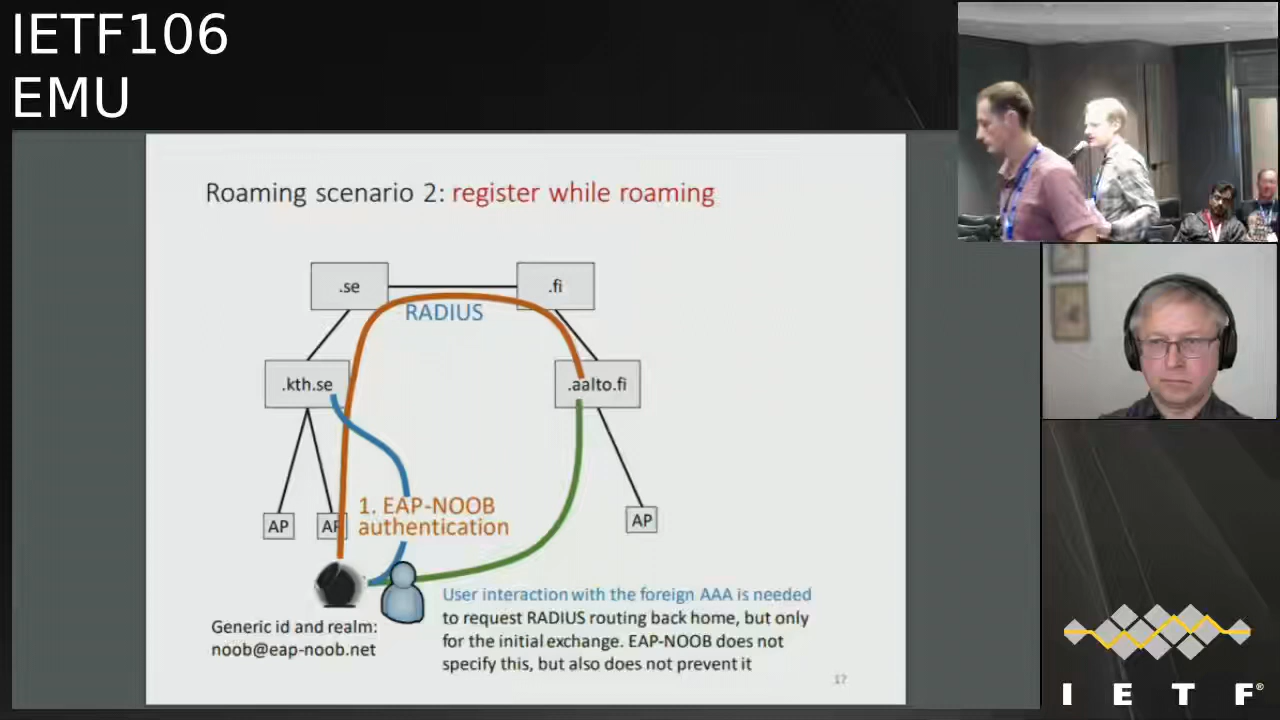 IETF106
EMU
Roaming scenario 2: register while roaming
.se
.fi
RADIUS
.kth.se
.aalto.fi
1. EAP-NOOB
authentication
AP
AP
AP
User interaction with the foreign AAA is needed
to request RADIUS routing back home, but only
for the initial exchange. EAP-NOOB does not
specify this, but also does not prevent it
Generic id and realm:
noob@eap-noob.net
17
I E T F®